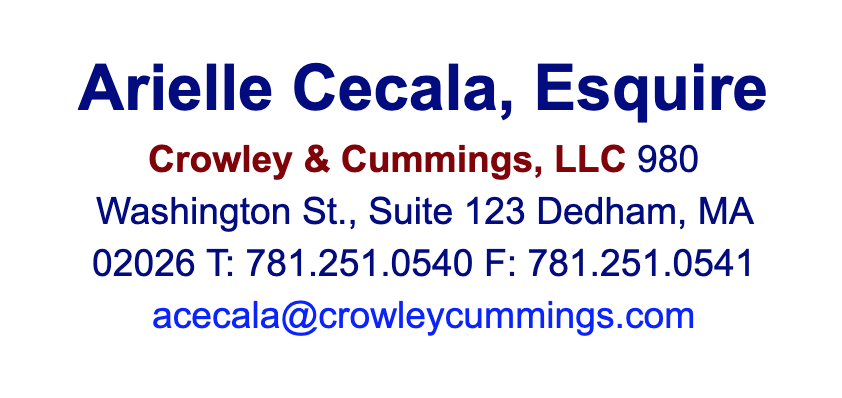 Arielle Cecala, Esquire
Crowley & Cummings, LLC 980
Washington St., Suite 123 Dedham, MA
02026 T: 781.251.0540 F: 781.251.0541
acecala@crowleycummings.com